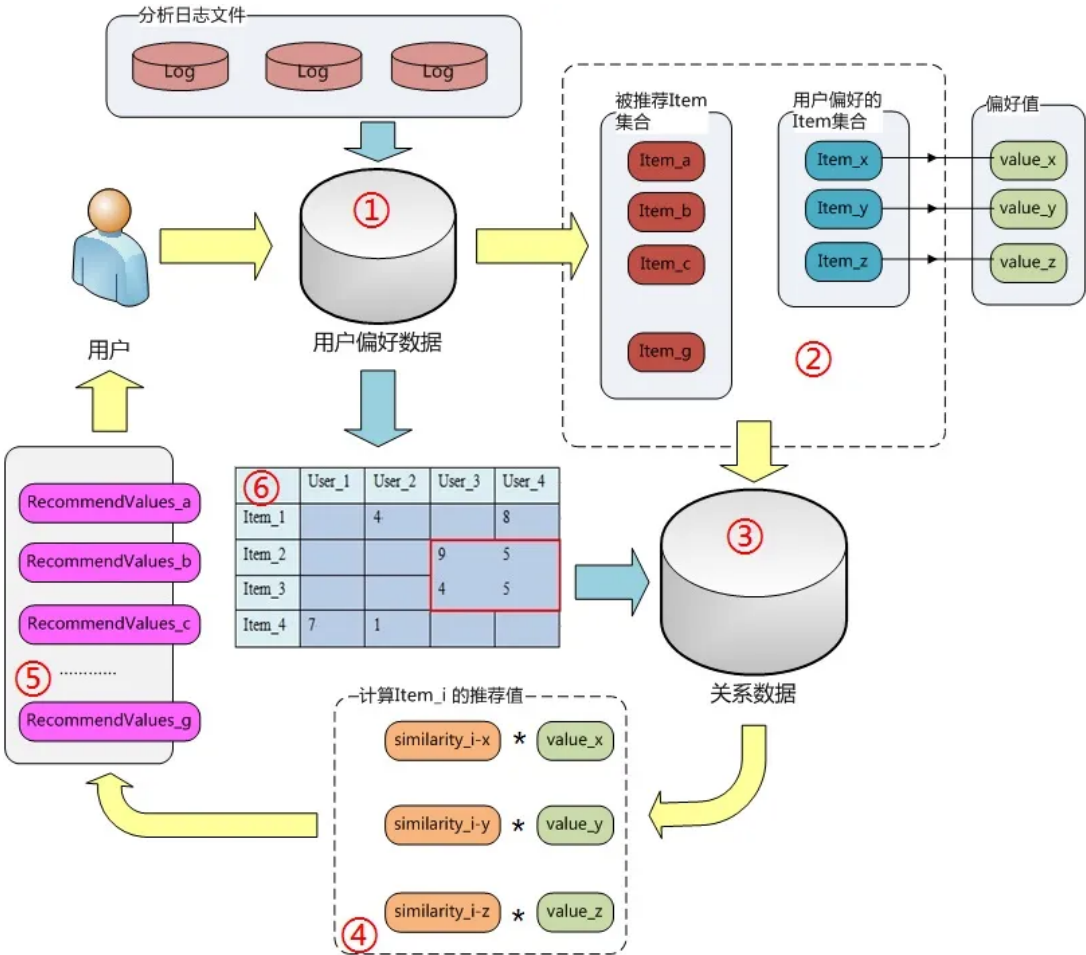 分析日志文件
Log Log Log
①
用户偏好数据
用户
被推荐Item
集合
Item_a
Item_b
Item_c
Item_g
用户偏好的
Item集合
Item_x
Item_y
Item_z
偏好值
value_x
value_y
value_z
②
⑥ User_1 User_2 User_3 User_4
Item_1 4 8
Item_2 9 5
Item_3 4 5
Item_4 7 1
③
关系数据
计算Item_i 的推荐值
similarity_i-x * value_x
similarity_i-y * value_y
similarity_i-z * value_z
④
RecommendValues_a
RecommendValues_b
RecommendValues_c
⑤ ............
RecommendValues_g